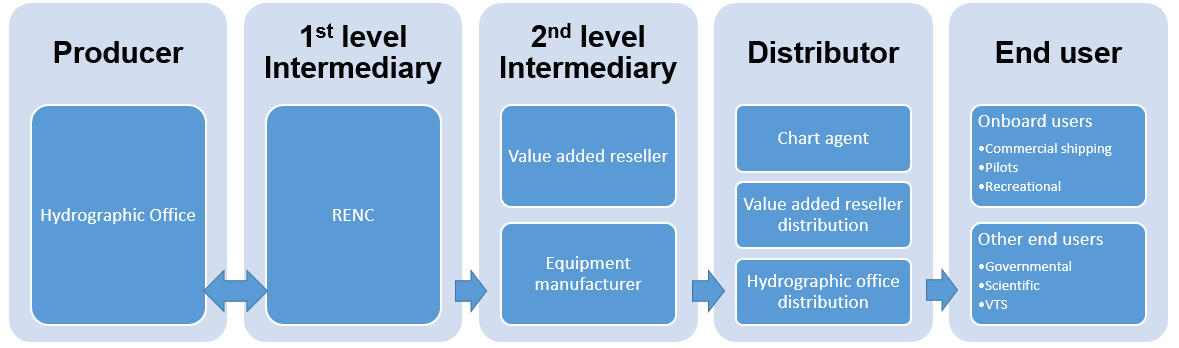 Producer
Hydrographic Office
1st level
Intermediary
RENC
2nd level
Intermediary
Value added reseller
Equipment
manufacturer
Distributor
Chart agent
Value added reseller
distribution
Hydrographic office
distribution
End user
Onboard users
•Commercial shipping
•Pilots
•Recreational
Other end users
•Governmental
•Scientific
•VTS